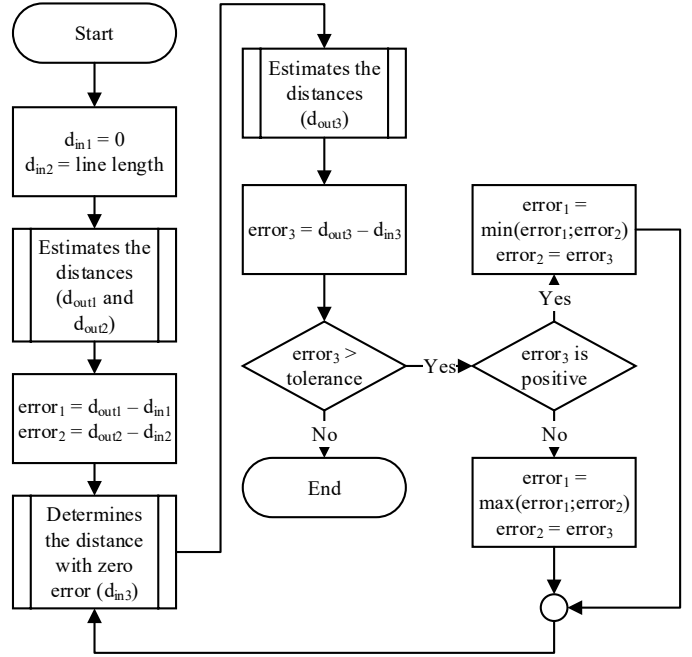 Start
d_in1 = 0
d_in2 = line length
Estimates the
distances
(d_out1 and
d_out2)
error_1 = d_out1 – d_in1
error_2 = d_out2 – d_in2
Determines
the distance
with zero
error (d_in3)
Estimates the
distances
(d_out3)
error_3 = d_out3 – d_in3
error_3 >
tolerance
Yes
No
End
error_1 =
min(error_1;error_2)
error_2 = error_3
Yes
error_3 is
positive
No
error_1 =
max(error_1;error_2)
error_2 = error_3